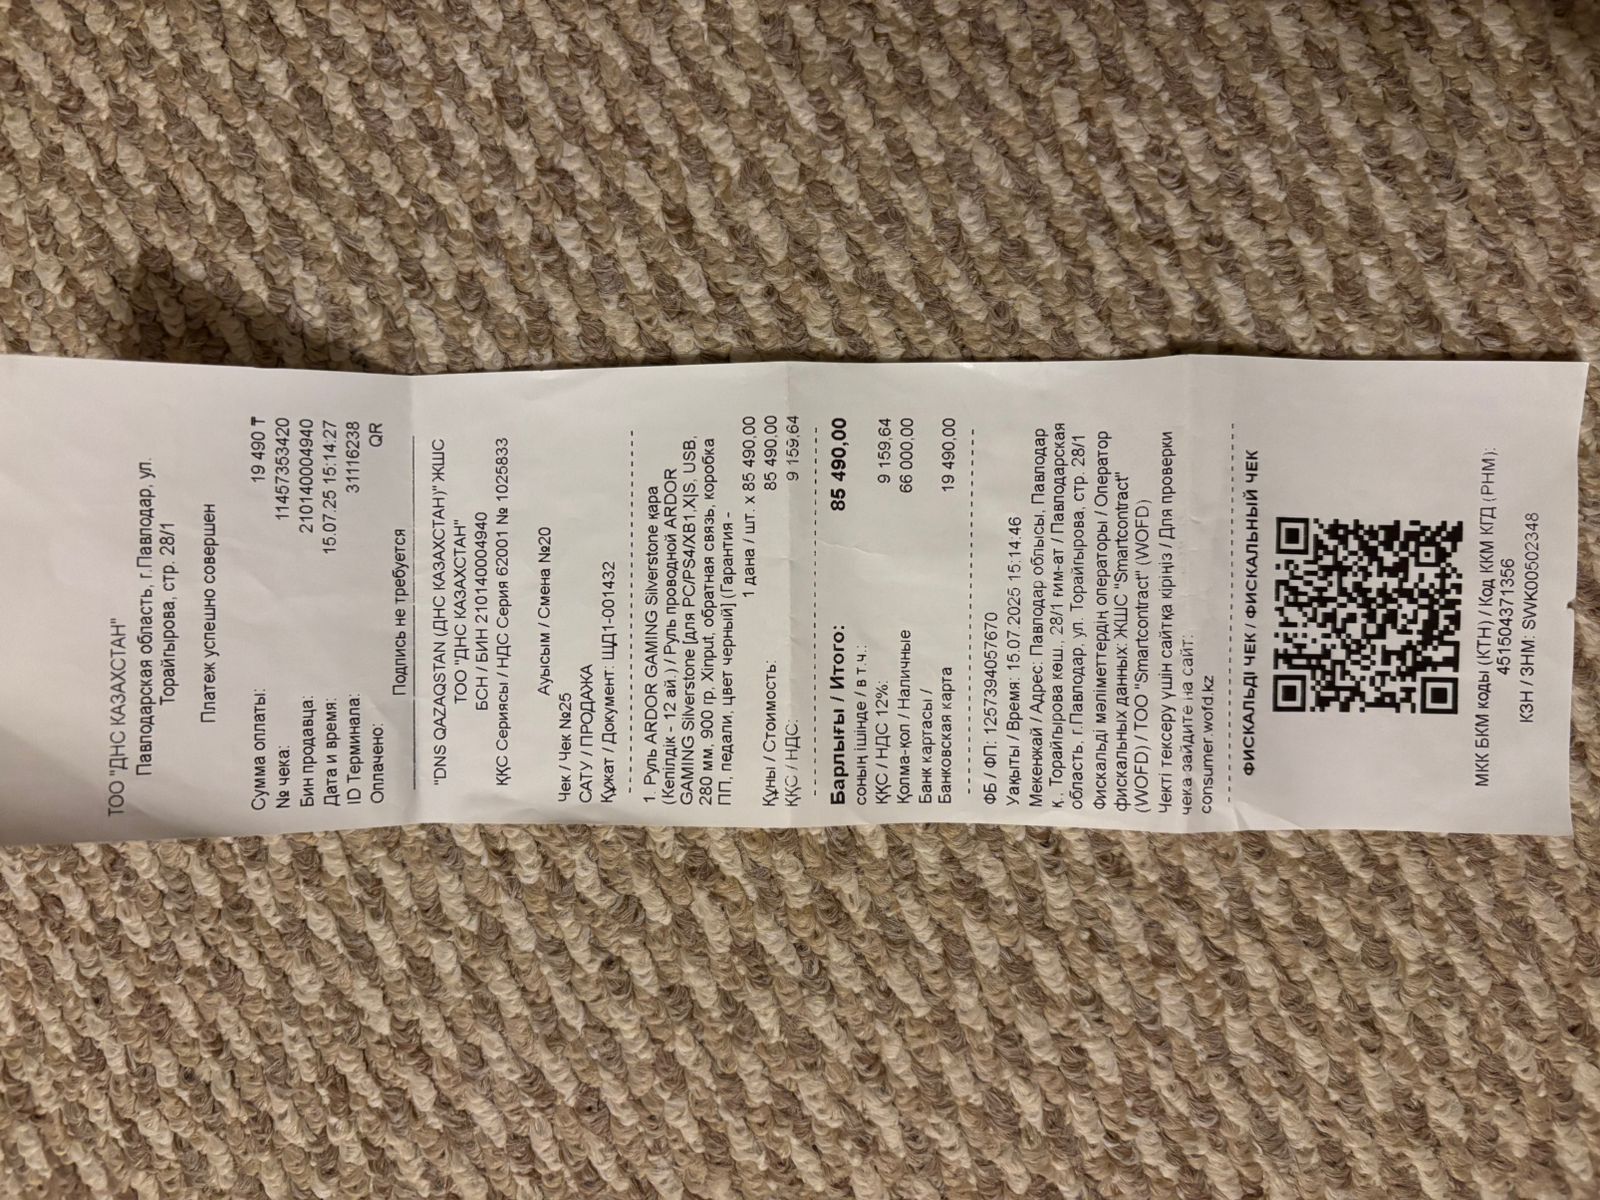 ТОО "ДНС КАЗАХСТАН"
Павлодарская область, г.Павлодар, ул.
Торайгырова, стр. 28/1
Платеж успешно совершен
Сумма оплаты: 19 490 ₸
№ чека: 11457353420
Бин продавца: 210140004940
Дата и время: 15.07.25 15:14:27
ID Терминала: 31116238
Оплачено: QR
Подпись не требуется
"DNS QAZAQSTAN (ДНС КАЗАХСТАН)" ЖШС
ТОО "ДНС КАЗАХСТАН"
БСН / БИН 210140004940
ҚҚС Сериясы / НДС Серия 62001 № 1025833
Ауысым / Смена №20
Чек / Чек №25
САТУ / ПРОДАЖА
Құжат / Документ: ЩД1-001432
1. Руль ARDOR GAMING Silverstone қара
(Кепілдік - 12 ай.) / Руль проводной ARDOR
GAMING Silverstone [для PC/PS4/XB1,X|S, USB,
280 мм, 900 гр, Xinput, обратная связь, коробка
ПП, педали, цвет черный] (Гарантия -
1 дана / шт. x 85 490,00
Құны / Стоимость: 85 490,00
ҚҚС / НДС: 9 159,64
Барлығы / Итого: 85 490,00
соның ішінде / в т.ч.:
ҚҚС / НДС 12%: 9 159,64
Қолма-қол / Наличные 66 000,00
Банк картасы /
Банковская карта 19 490,00
ФБ / ФП: 1257394057670
Уақыты / Время: 15.07.2025 15:14:46
Мекенжай / Адрес: Павлодар облысы, Павлодар
қ., Торайғырова көш., 28/1 ғим-ат / Павлодарская
область, г.Павлодар, ул. Торайгырова, стр. 28/1
Фискальді мәліметтердің операторы / Оператор
фискальных данных: ЖШС "Smartcontract"
(WOFD) / ТОО "Smartcontract" (WOFD)
Чекті тексеру үшін сайтқа кіріңіз / Для проверки
чека зайдите на сайт:
consumer.wofd.kz
ФИСКАЛЬДІ ЧЕК / ФИСКАЛЬНЫЙ ЧЕК
МКК БКМ коды (КТН) / Код ККМ КГД (РНМ):
451504371356
КЗН / ЗНМ: SWK00502348